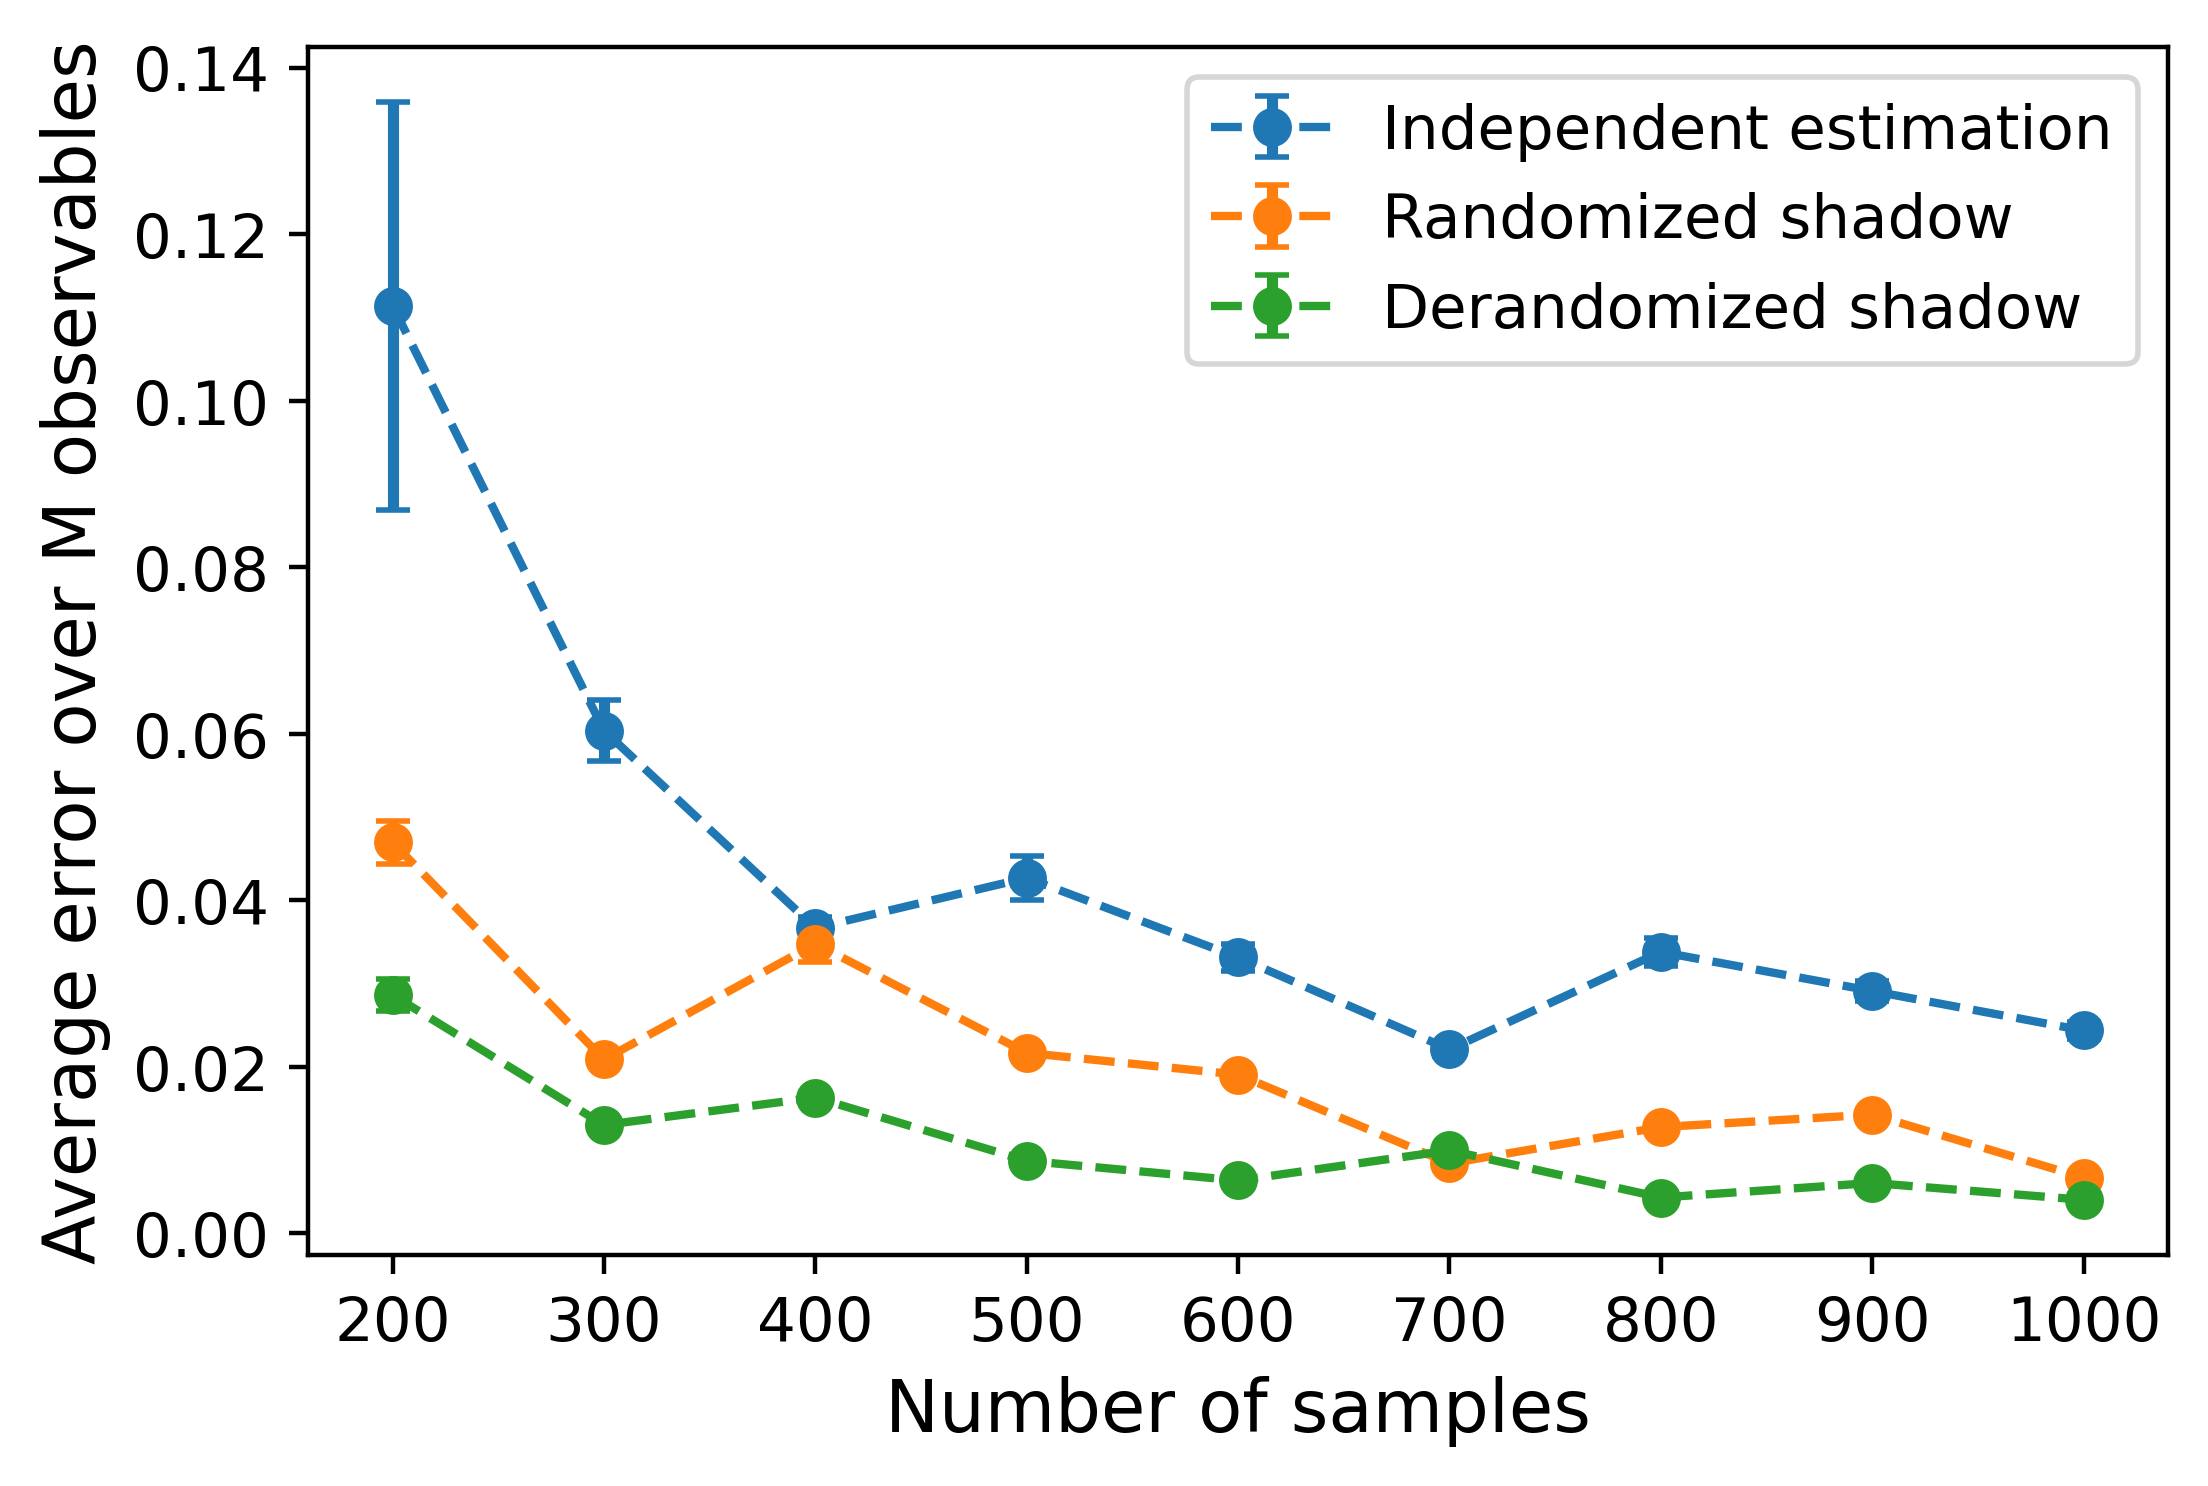 Average error over M observables
0.14
0.12
0.10
0.08
0.06
0.04
0.02
0.00
Independent estimation
Randomized shadow
Derandomized shadow
200 300 400 500 600 700 800 900 1000
Number of samples